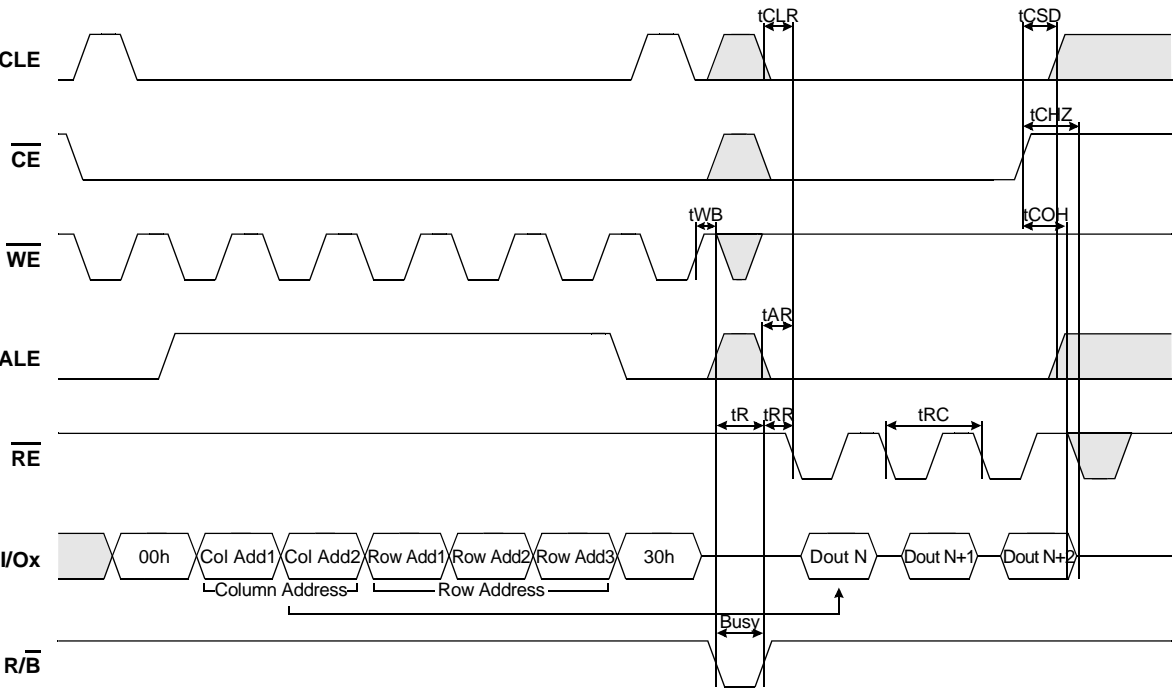 tCLR
tCSD
CLE
tCHZ
CE
tWB
tCOH
WE
tAR
ALE
tR
tRR
tRC
RE
I/Ox
00h
Col Add1
Col Add2
Row Add1
Row Add2
Row Add3
30h
Dout N
Dout N+1
Dout N+2
Column Address
Row Address
Busy
R/B